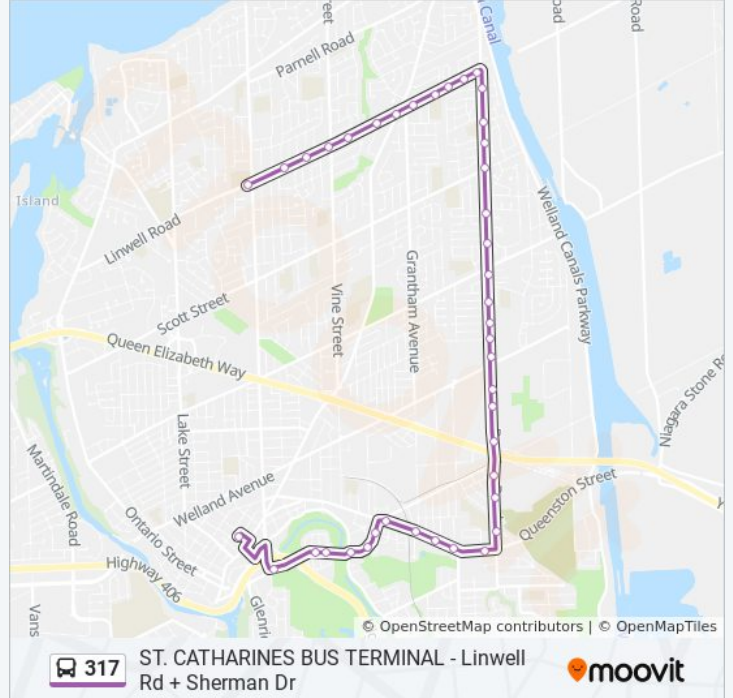 eet
Canal
oad
Road
Parnell Road
Island
Linwell Road
Welland Canals Parkway
Scott Street
Grantham Avenue
Vine Street
Queen Elizabeth Way
Niagara Stone R
Lake Street
Martindale Road
Welland Avenue
Queenston Street
Y
Ontario Street
Highway 406
Glenri
Vans
© OpenStreetMap contributors | © OpenMapTiles
317
ST. CATHARINES BUS TERMINAL - Linwell
Rd + Sherman Dr
moovit